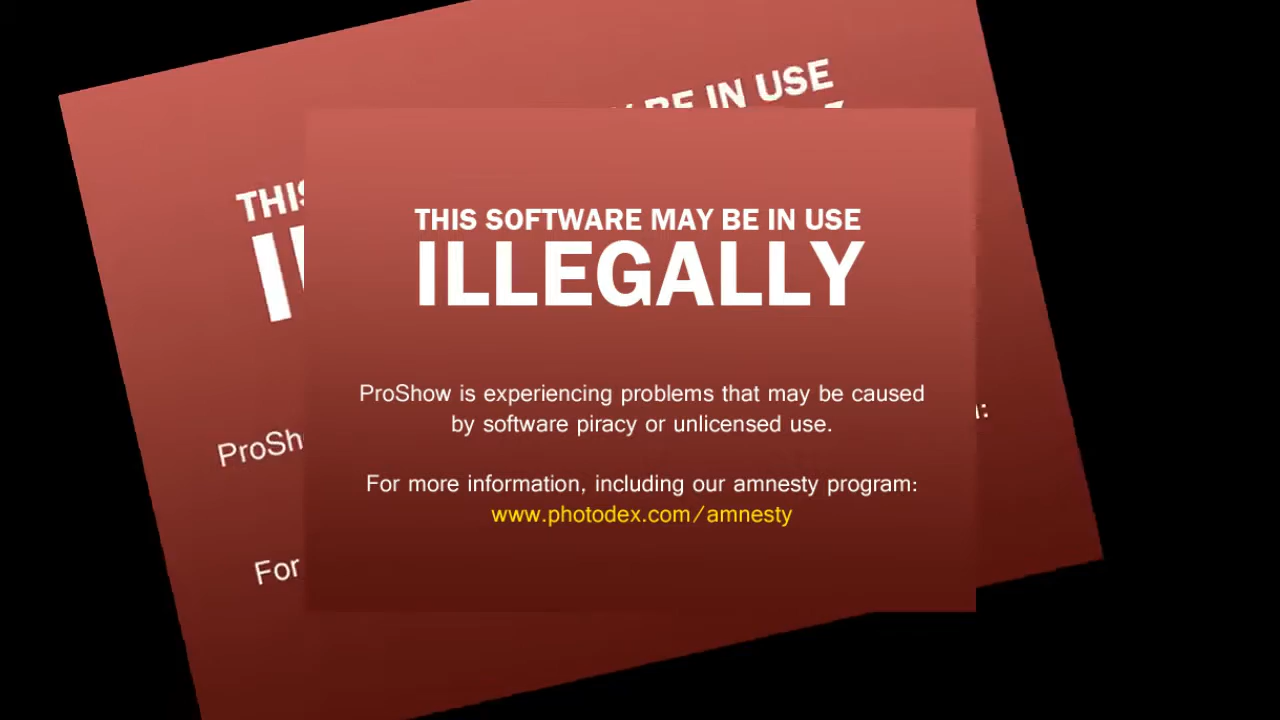 Y BE IN USE
THIS
THIS SOFTWARE MAY BE IN USE
ILLEGALLY
ProShow is experiencing problems that may be caused
by software piracy or unlicensed use.
ProSh
For more information, including our amnesty program:
www.photodex.com/amnesty
For